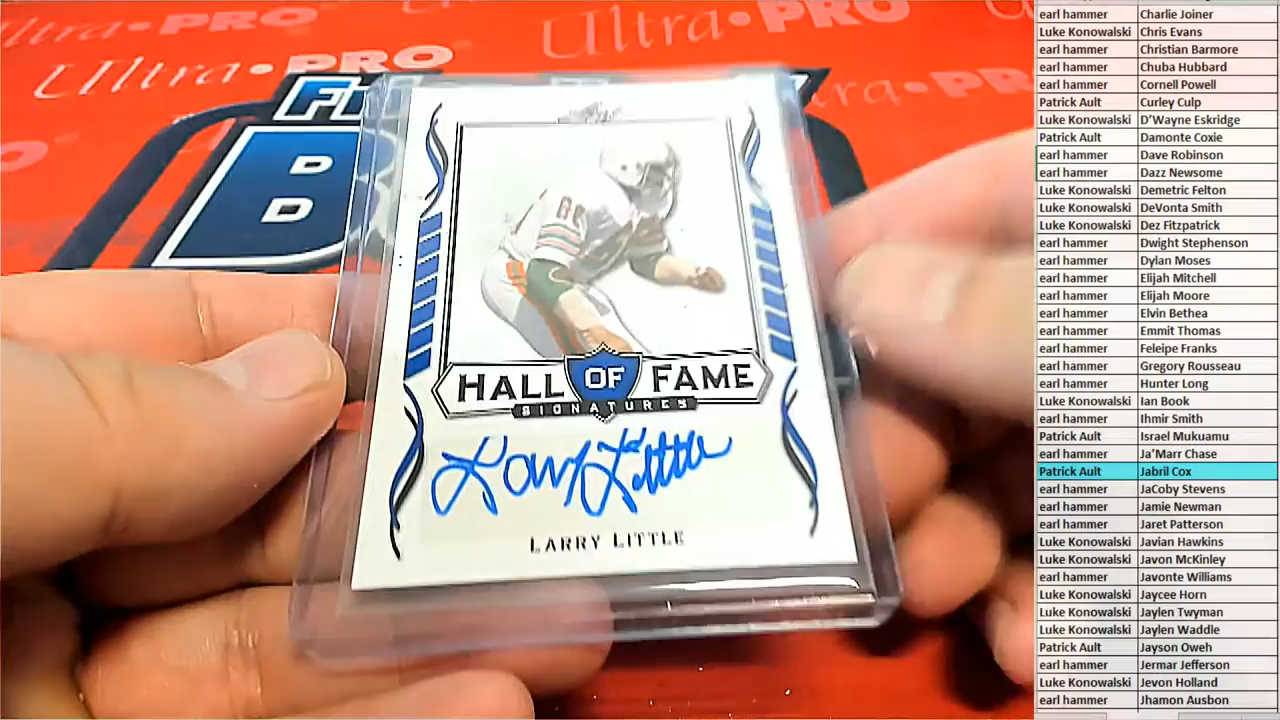 Ultra•PRO
Ultra•PRO
Ultra•PRO
HALL OF FAME
SIGNATURES
Larry Little
LARRY LITTLE
earl hammer Charlie Joiner
Luke Konowalski Chris Evans
earl hammer Christian Barmore
earl hammer Chuba Hubbard
earl hammer Cornell Powell
Patrick Ault Curley Culp
Luke Konowalski D'Wayne Eskridge
Patrick Ault Damonte Coxie
earl hammer Dave Robinson
earl hammer Dazz Newsome
Luke Konowalski Demetric Felton
Luke Konowalski DeVonta Smith
Luke Konowalski Dez Fitzpatrick
earl hammer Dwight Stephenson
earl hammer Dylan Moses
earl hammer Elijah Mitchell
earl hammer Elijah Moore
earl hammer Elvin Bethea
earl hammer Emmit Thomas
earl hammer Feleipe Franks
earl hammer Gregory Rousseau
earl hammer Hunter Long
Luke Konowalski Ian Book
earl hammer Ihmir Smith
Patrick Ault Israel Mukuamu
earl hammer Ja'Marr Chase
Patrick Ault Jabril Cox
earl hammer JaCoby Stevens
earl hammer Jamie Newman
earl hammer Jaret Patterson
Luke Konowalski Javian Hawkins
Luke Konowalski Javon McKinley
earl hammer Javonte Williams
Luke Konowalski Jaycee Horn
Luke Konowalski Jaylen Twyman
Luke Konowalski Jaylen Waddle
Patrick Ault Jayson Oweh
earl hammer Jermar Jefferson
Luke Konowalski Jevon Holland
earl hammer Jhamon Ausbon